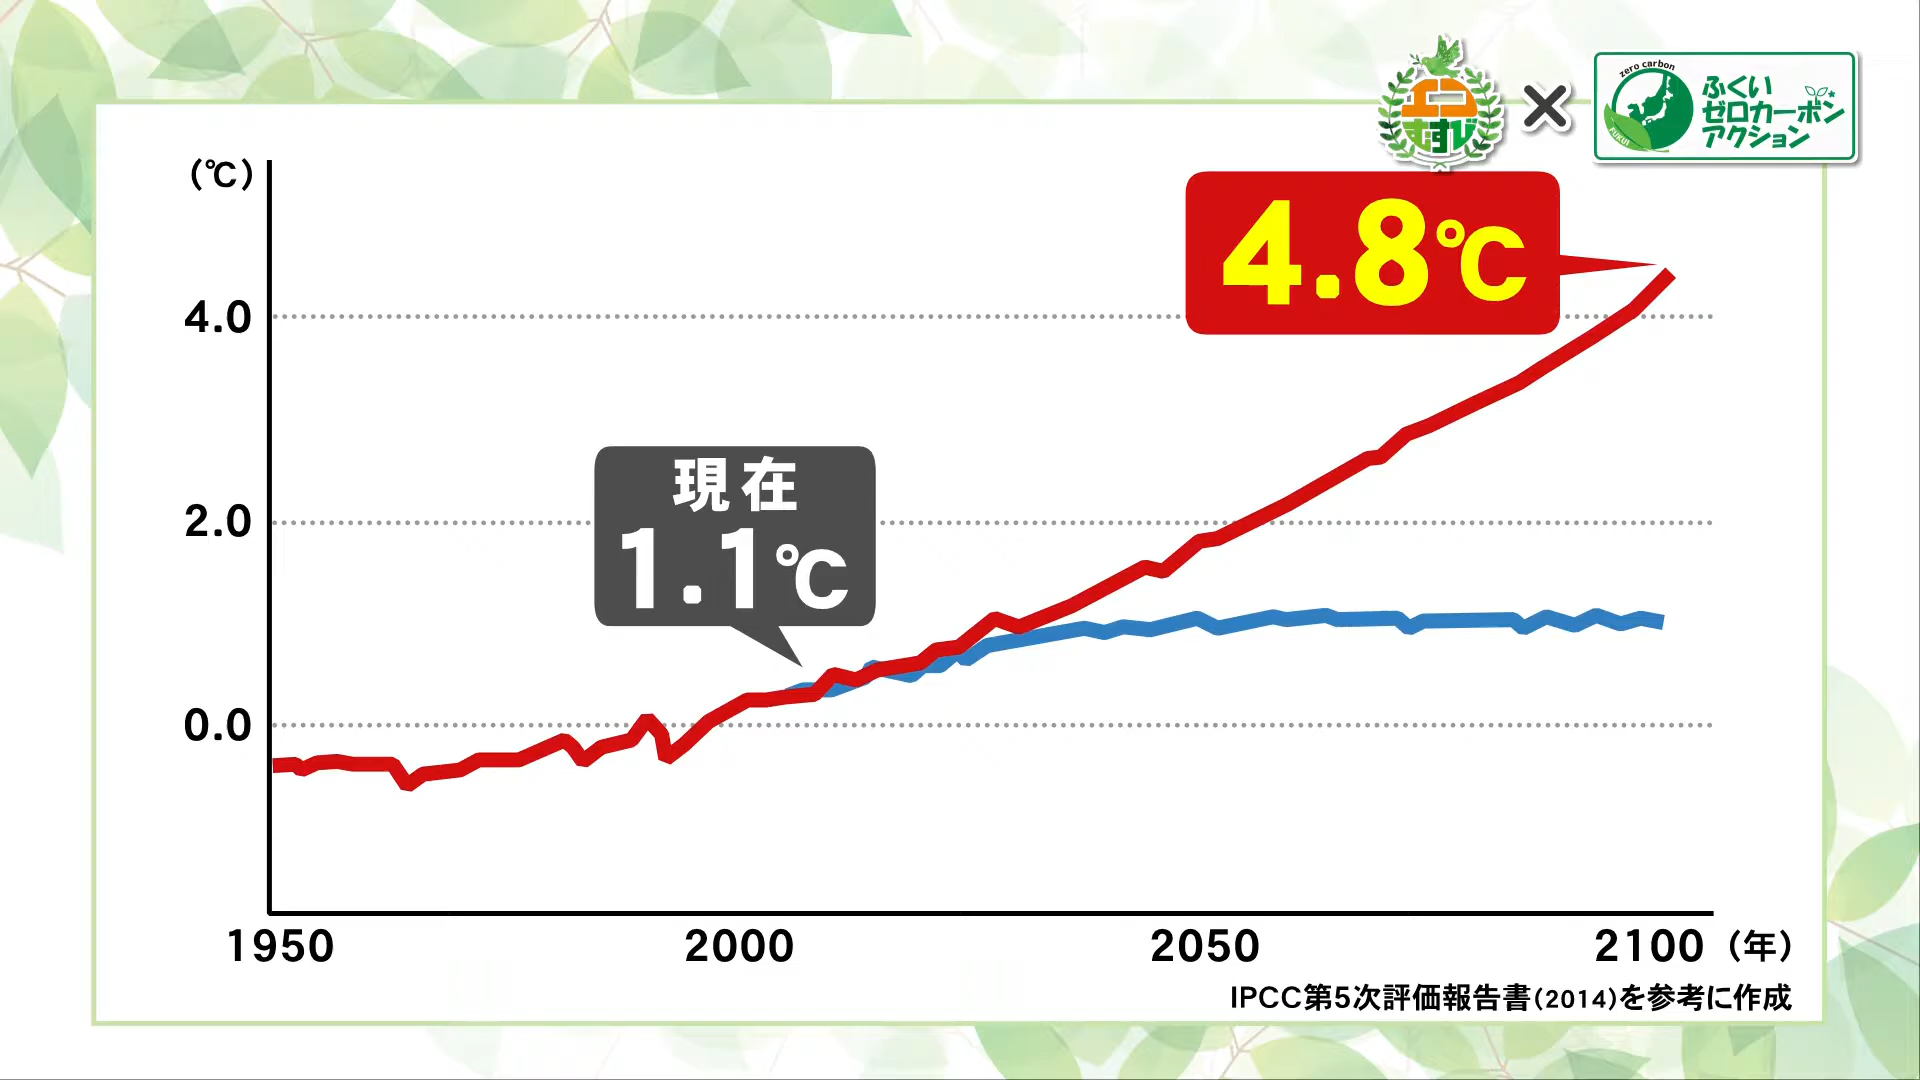 エコ
むすび
×
zero carbon
FUKUI
ふくい
ゼロカーボン
アクション
(℃)
4.8℃
4.0
現在
1.1℃
2.0
0.0
1950 2000 2050 2100 (年)
IPCC第5次評価報告書(2014)を参考に作成